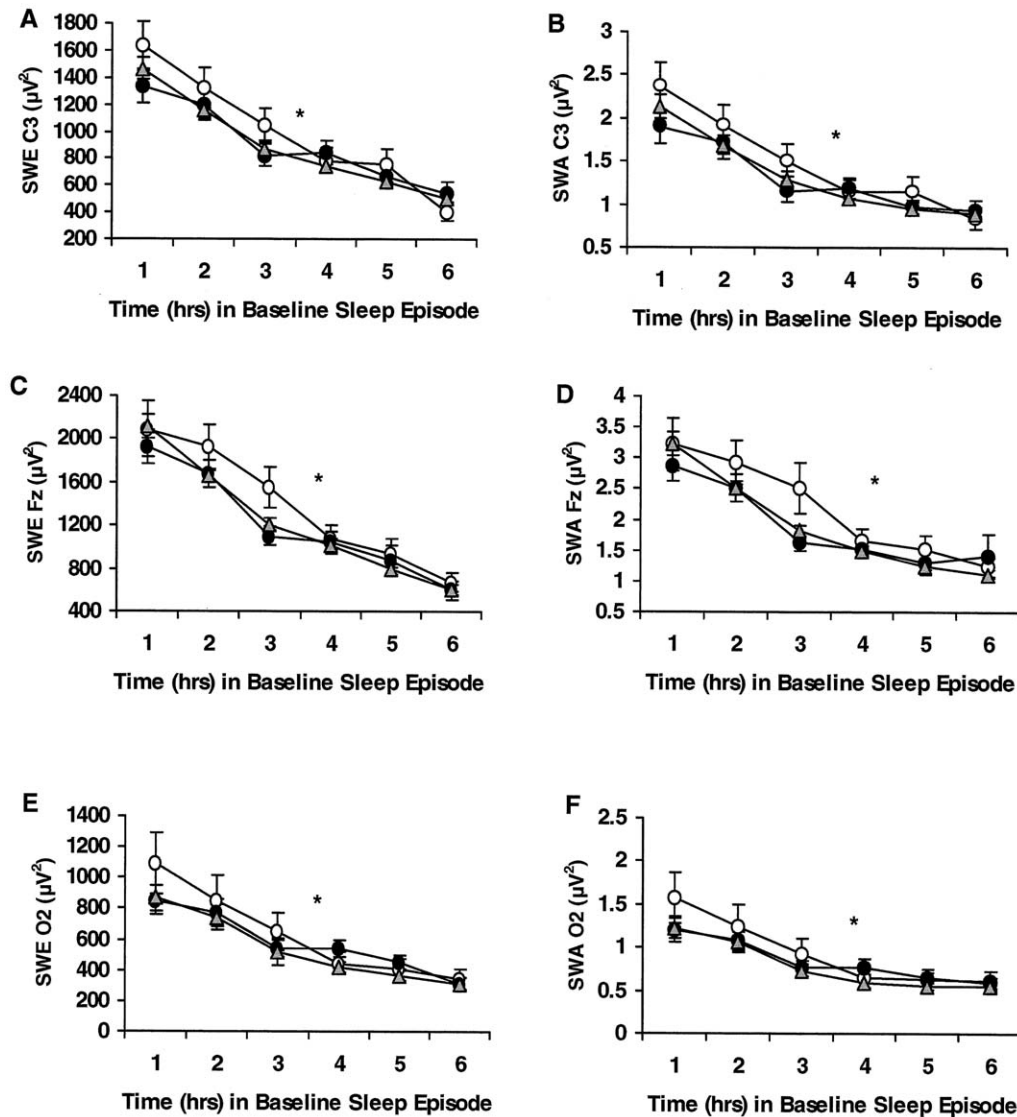 A
SWE C3 (µV²)
1800
1600
1400
1200
1000
800
600
400
200
*
1 2 3 4 5 6
Time (hrs) in Baseline Sleep Episode
B
SWA C3 (µV²)
3
2.5
2
1.5
1
0.5
*
1 2 3 4 5 6
Time (hrs) in Baseline Sleep Episode
C
SWE Fz (µV²)
2400
2000
1600
1200
800
400
*
1 2 3 4 5 6
Time (hrs) in Baseline Sleep Episode
D
SWA Fz (µV²)
4
3.5
3
2.5
2
1.5
1
0.5
*
1 2 3 4 5 6
Time (hrs) in Baseline Sleep Episode
E
SWE O2 (µV²)
1400
1200
1000
800
600
400
200
0
*
1 2 3 4 5 6
Time (hrs) in Baseline Sleep Episode
F
SWA O2 (µV²)
2.5
2
1.5
1
0.5
0
*
1 2 3 4 5 6
Time (hrs) in Baseline Sleep Episode